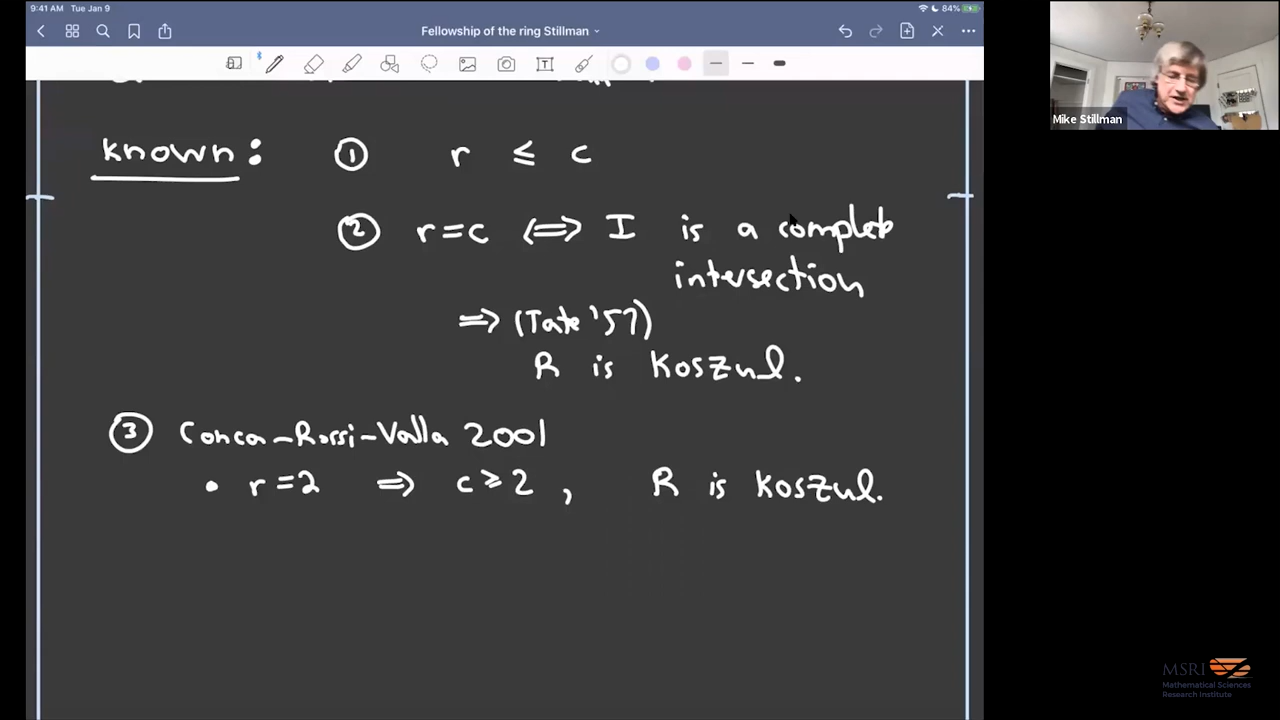 9:41 AM Tue Jan 9
84%
Fellowship of the ring Stillman
Known: ① r ≤ c
② r=c ⟺ I is a complete
intersection
⟹ (Tate '57)
R is Koszul.
③ Conca-Rossi-Valla 2001
• r=2 ⟹ c≥2, R is Koszul.
Mike Stillman
MSRI
Mathematical Sciences
Research Institute